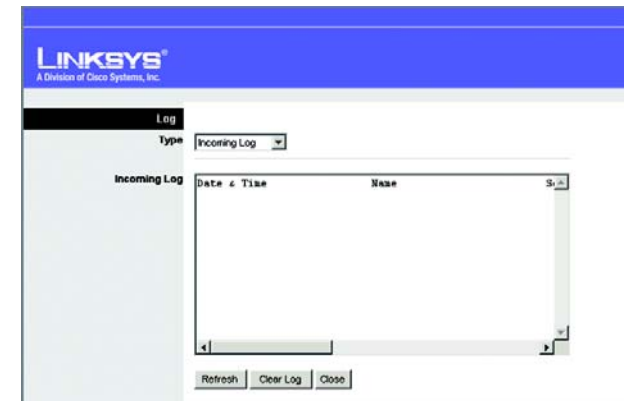 LINKSYS®
A Division of Cisco Systems, Inc.
Log
Type Incoming Log
Incoming Log
Date & Time Name
Refresh Clear Log Close